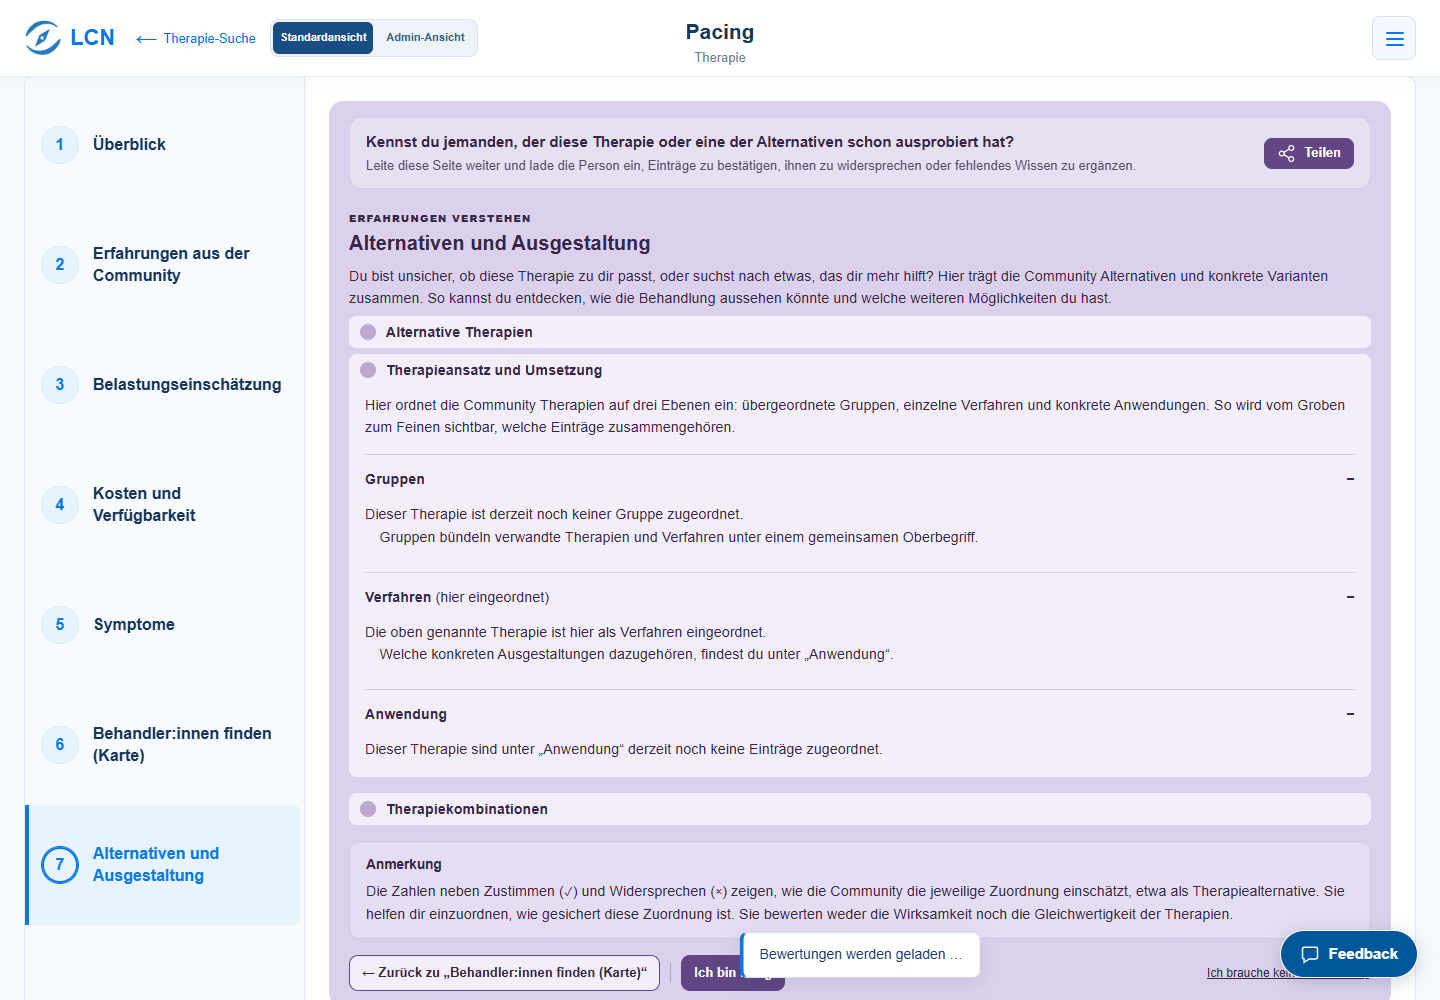 LCN
← Therapie-Suche
Standardansicht
Admin-Ansicht
Pacing
Therapie
1 Überblick
2 Erfahrungen aus der
Community
3 Belastungseinschätzung
4 Kosten und
Verfügbarkeit
5 Symptome
6 Behandler:innen finden
(Karte)
7 Alternativen und
Ausgestaltung
Kennst du jemanden, der diese Therapie oder eine der Alternativen schon ausprobiert hat?
Leite diese Seite weiter und lade die Person ein, Einträge zu bestätigen, ihnen zu widersprechen oder fehlendes Wissen zu ergänzen.
Teilen
ERFAHRUNGEN VERSTEHEN
Alternativen und Ausgestaltung
Du bist unsicher, ob diese Therapie zu dir passt, oder suchst nach etwas, das dir mehr hilft? Hier trägt die Community Alternativen und konkrete Varianten
zusammen. So kannst du entdecken, wie die Behandlung aussehen könnte und welche weiteren Möglichkeiten du hast.
Alternative Therapien
Therapieansatz und Umsetzung
Hier ordnet die Community Therapien auf drei Ebenen ein: übergeordnete Gruppen, einzelne Verfahren und konkrete Anwendungen. So wird vom Groben
zum Feinen sichtbar, welche Einträge zusammengehören.
Gruppen –
Dieser Therapie ist derzeit noch keiner Gruppe zugeordnet.
Gruppen bündeln verwandte Therapien und Verfahren unter einem gemeinsamen Oberbegriff.
Verfahren (hier eingeordnet) –
Die oben genannte Therapie ist hier als Verfahren eingeordnet.
Welche konkreten Ausgestaltungen dazugehören, findest du unter „Anwendung“.
Anwendung –
Dieser Therapie sind unter „Anwendung“ derzeit noch keine Einträge zugeordnet.
Therapiekombinationen
Anmerkung
Die Zahlen neben Zustimmen (✓) und Widersprechen (×) zeigen, wie die Community die jeweilige Zuordnung einschätzt, etwa als Therapiealternative. Sie
helfen dir einzuordnen, wie gesichert diese Zuordnung ist. Sie bewerten weder die Wirksamkeit noch die Gleichwertigkeit der Therapien.
← Zurück zu „Behandler:innen finden (Karte)“
Ich bin
Bewertungen werden geladen …
Ich brauche
Feedback